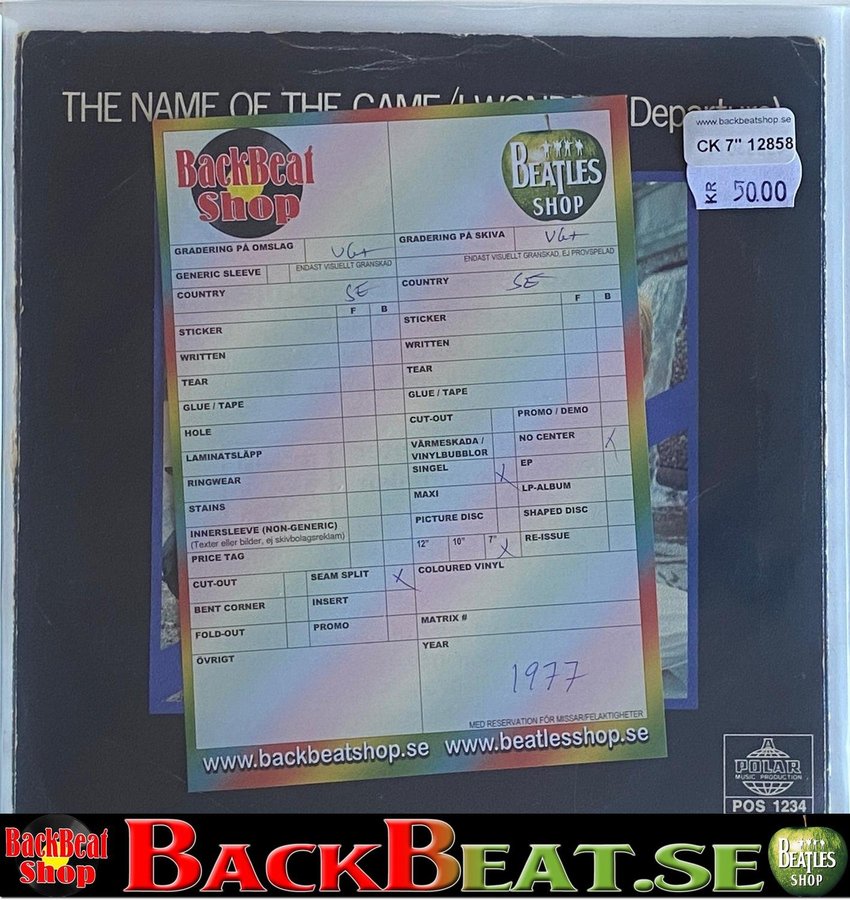 THE NAME OF THE GAME (I WONDER (Departure)
www.backbeatshop.se
CK 7" 12858
KR 50.00
BackBeat Shop
BEATLES SHOP
GRADERING PÅ OMSLAG VG+
ENDAST VISUELLT GRANSKAD
GENERIC SLEEVE
COUNTRY SE
F B
STICKER
WRITTEN
TEAR
GLUE / TAPE
HOLE
LAMINATSLÄPP
RINGWEAR
STAINS
INNERSLEEVE (NON-GENERIC)
(Texter eller bilder, ej skivbolagsreklam)
PRICE TAG
CUT-OUT SEAM SPLIT X
BENT CORNER INSERT
FOLD-OUT PROMO
ÖVRIGT
GRADERING PÅ SKIVA VG+
ENDAST VISUELLT GRANSKAD, EJ PROVSPELAD
COUNTRY SE
F B
STICKER
WRITTEN
TEAR
GLUE / TAPE
CUT-OUT PROMO / DEMO
VÄRMESKADA / VINYLBUBBLOR NO CENTER X
SINGEL X EP
MAXI LP-ALBUM
PICTURE DISC SHAPED DISC
12" 10" 7" X RE-ISSUE
COLOURED VINYL
MATRIX #
YEAR
1977
MED RESERVATION FÖR MISSAR/FELAKTIGHETER
www.backbeatshop.se www.beatlesshop.se
A
POLAR
MUSIC PRODUCTION
POS 1234
BackBeat Shop
BACKBEAT.SE
BEATLES SHOP